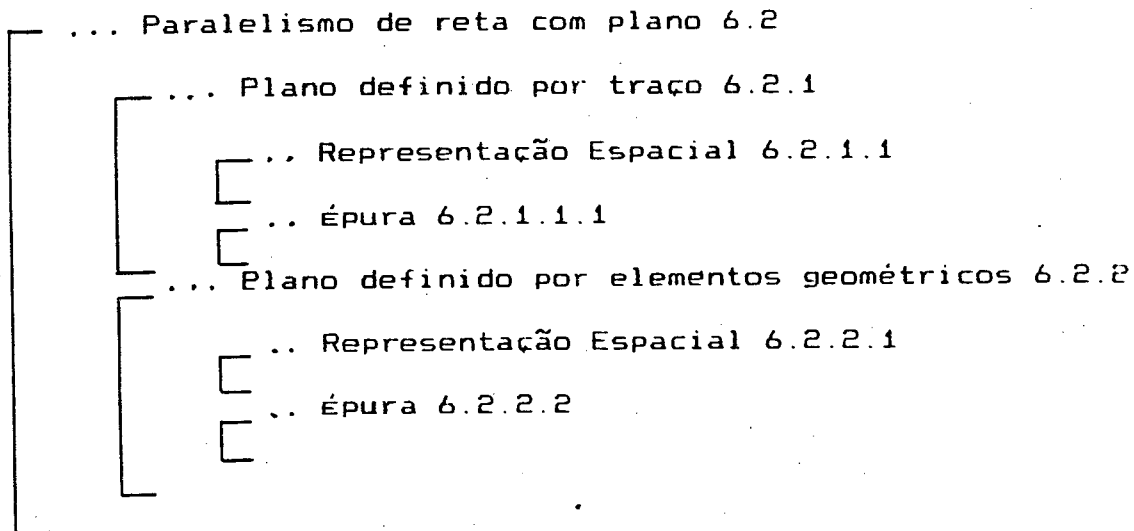 ... Paralelismo de reta com plano 6.2
... Plano definido por traço 6.2.1
.. Representação Espacial 6.2.1.1
.. Épura 6.2.1.1.1
... Plano definido por elementos geométricos 6.2.2
.. Representação Espacial 6.2.2.1
.. Épura 6.2.2.2